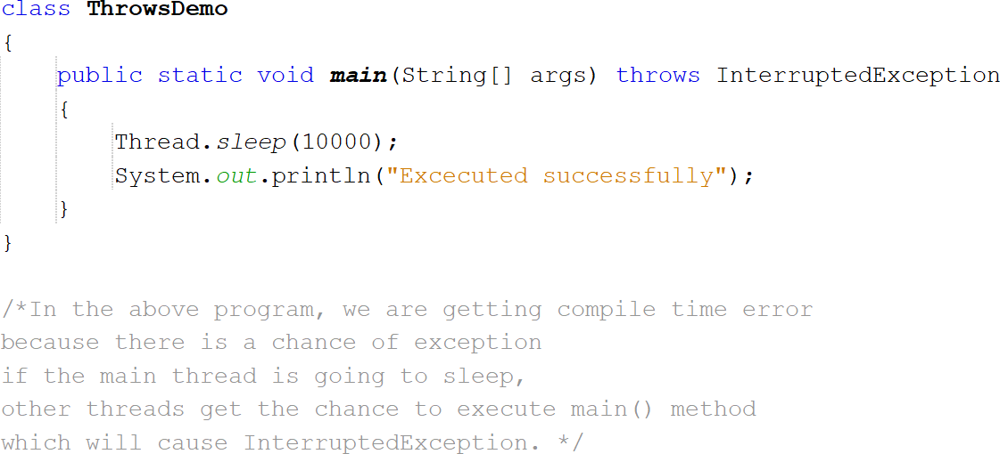 class ThrowsDemo
{
public static void main(String[] args) throws InterruptedException
{
Thread.sleep(10000);
System.out.println("Excecuted successfully");
}
}
/*In the above program, we are getting compile time error
because there is a chance of exception
if the main thread is going to sleep,
other threads get the chance to execute main() method
which will cause InterruptedException. */